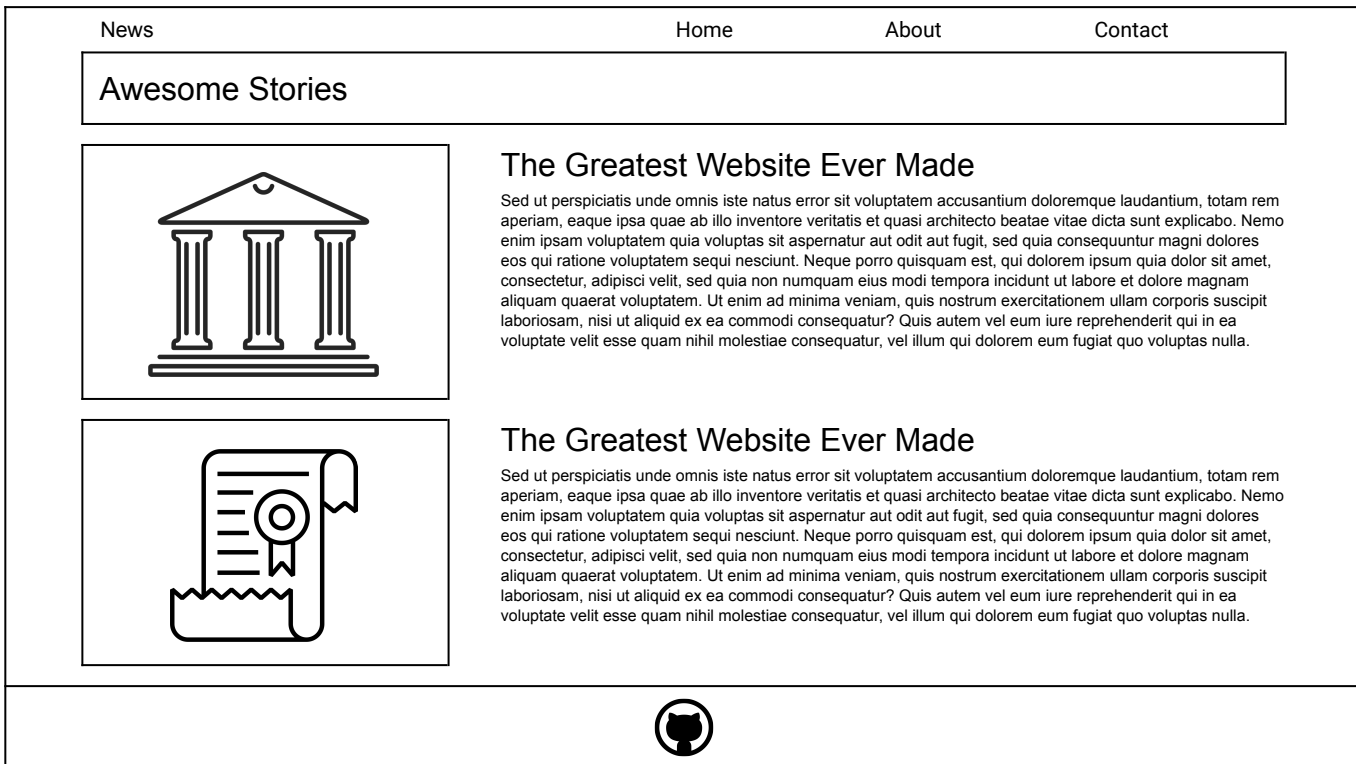 News Home About Contact
Awesome Stories
The Greatest Website Ever Made
Sed ut perspiciatis unde omnis iste natus error sit voluptatem accusantium doloremque laudantium, totam rem
aperiam, eaque ipsa quae ab illo inventore veritatis et quasi architecto beatae vitae dicta sunt explicabo. Nemo
enim ipsam voluptatem quia voluptas sit aspernatur aut odit aut fugit, sed quia consequuntur magni dolores
eos qui ratione voluptatem sequi nesciunt. Neque porro quisquam est, qui dolorem ipsum quia dolor sit amet,
consectetur, adipisci velit, sed quia non numquam eius modi tempora incidunt ut labore et dolore magnam
aliquam quaerat voluptatem. Ut enim ad minima veniam, quis nostrum exercitationem ullam corporis suscipit
laboriosam, nisi ut aliquid ex ea commodi consequatur? Quis autem vel eum iure reprehenderit qui in ea
voluptate velit esse quam nihil molestiae consequatur, vel illum qui dolorem eum fugiat quo voluptas nulla.
The Greatest Website Ever Made
Sed ut perspiciatis unde omnis iste natus error sit voluptatem accusantium doloremque laudantium, totam rem
aperiam, eaque ipsa quae ab illo inventore veritatis et quasi architecto beatae vitae dicta sunt explicabo. Nemo
enim ipsam voluptatem quia voluptas sit aspernatur aut odit aut fugit, sed quia consequuntur magni dolores
eos qui ratione voluptatem sequi nesciunt. Neque porro quisquam est, qui dolorem ipsum quia dolor sit amet,
consectetur, adipisci velit, sed quia non numquam eius modi tempora incidunt ut labore et dolore magnam
aliquam quaerat voluptatem. Ut enim ad minima veniam, quis nostrum exercitationem ullam corporis suscipit
laboriosam, nisi ut aliquid ex ea commodi consequatur? Quis autem vel eum iure reprehenderit qui in ea
voluptate velit esse quam nihil molestiae consequatur, vel illum qui dolorem eum fugiat quo voluptas nulla.